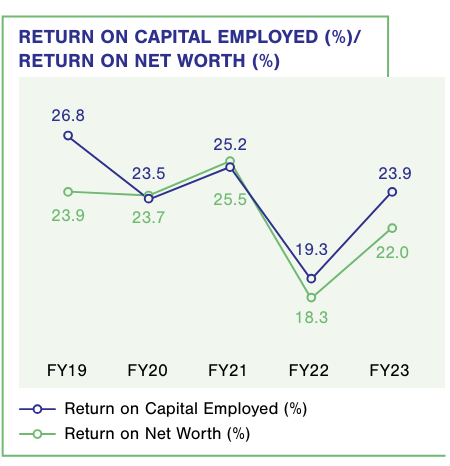 RETURN ON CAPITAL EMPLOYED (%)/
RETURN ON NET WORTH (%)
26.8
23.5
25.2
19.3
23.9
23.9
23.7
25.5
18.3
22.0
FY19 FY20 FY21 FY22 FY23
Return on Capital Employed (%)
Return on Net Worth (%)